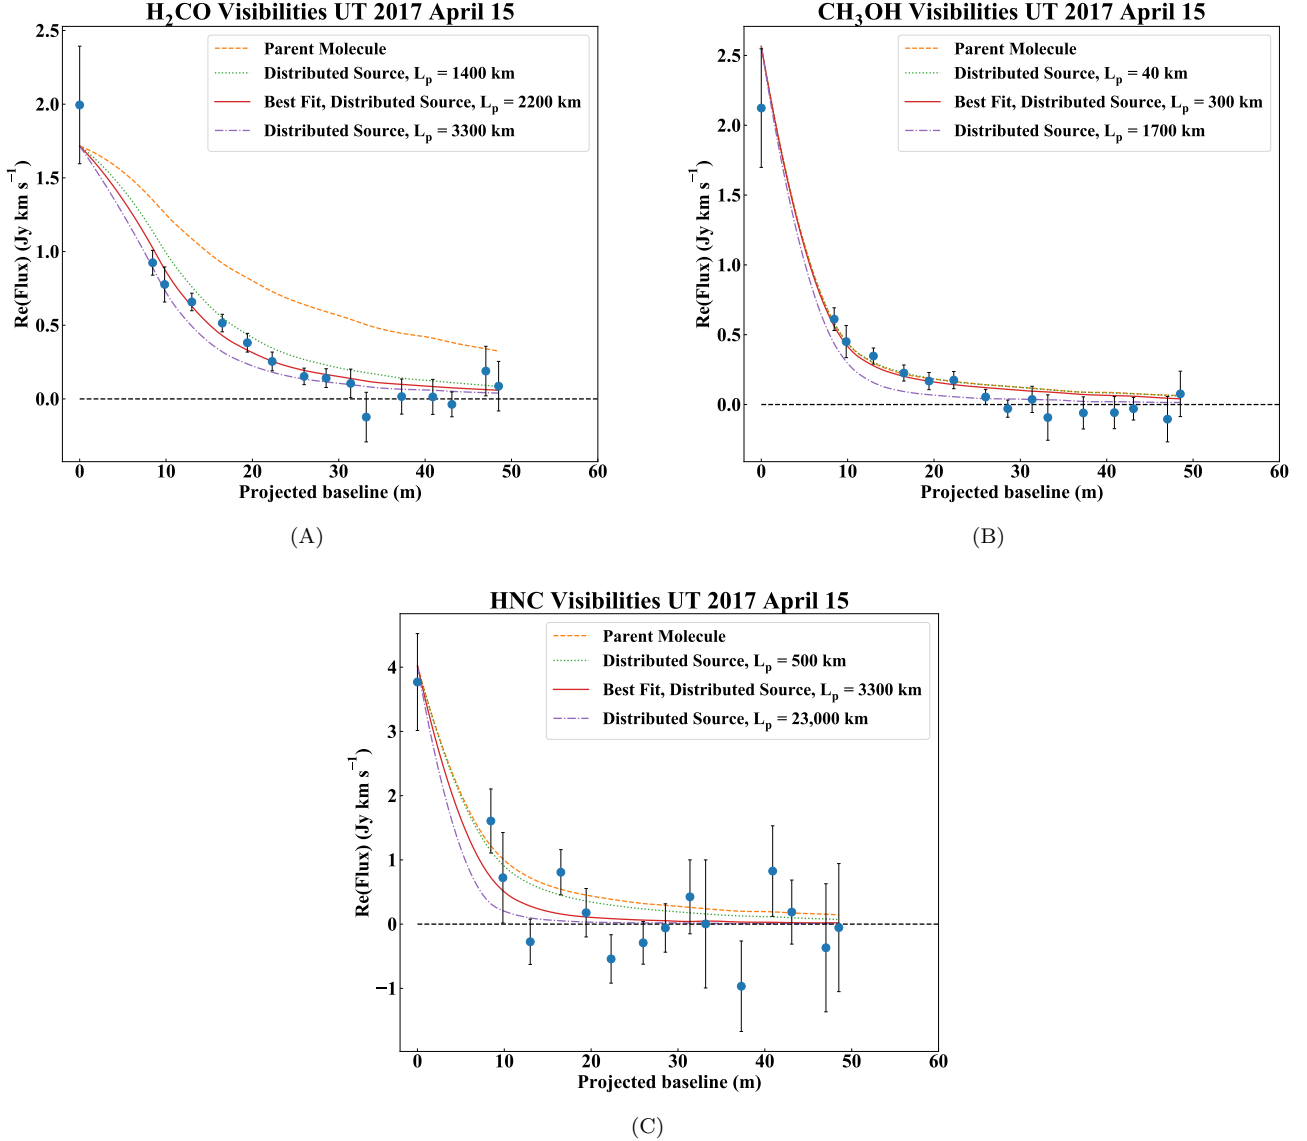 H₂CO Visibilities UT 2017 April 15
Parent Molecule
Distributed Source, Lₚ = 1400 km
Best Fit, Distributed Source, Lₚ = 2200 km
Distributed Source, Lₚ = 3300 km
Re(Flux) (Jy km s⁻¹)
2.5
2.0
1.5
1.0
0.5
0.0
0 10 20 30 40 50 60
Projected baseline (m)
(A)
CH₃OH Visibilities UT 2017 April 15
Parent Molecule
Distributed Source, Lₚ = 40 km
Best Fit, Distributed Source, Lₚ = 300 km
Distributed Source, Lₚ = 1700 km
Re(Flux) (Jy km s⁻¹)
2.5
2.0
1.5
1.0
0.5
0.0
0 10 20 30 40 50 60
Projected baseline (m)
(B)
HNC Visibilities UT 2017 April 15
Parent Molecule
Distributed Source, Lₚ = 500 km
Best Fit, Distributed Source, Lₚ = 3300 km
Distributed Source, Lₚ = 23,000 km
Re(Flux) (Jy km s⁻¹)
4
3
2
1
0
−1
0 10 20 30 40 50 60
Projected baseline (m)
(C)